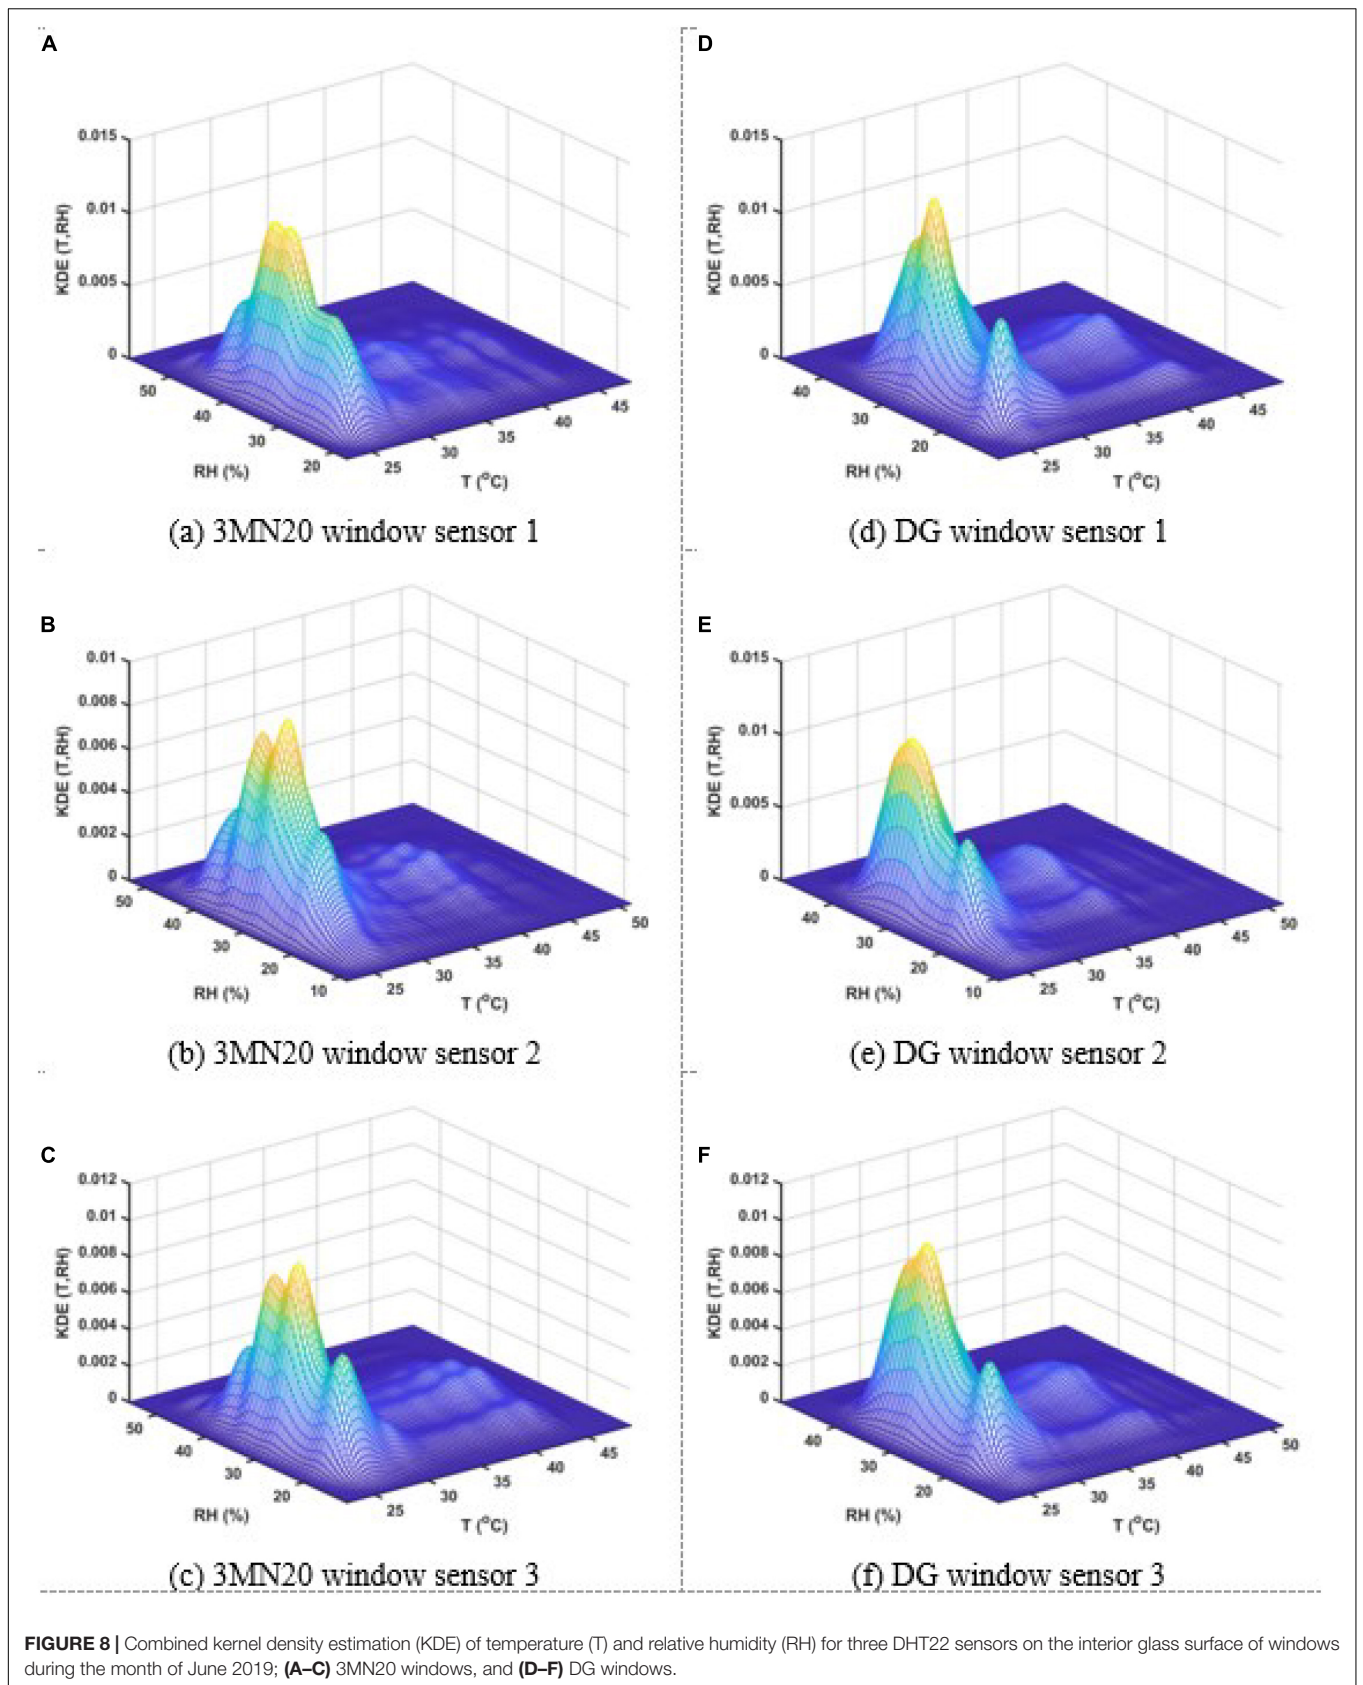 A
0.015
0.01
0.005
0
KDE (T,RH)
50
40
30
20
RH (%)
25
30
35
40
45
T (°C)
(a) 3MN20 window sensor 1
D
0.015
0.01
0.005
0
KDE (T,RH)
40
30
20
RH (%)
25
30
35
40
45
T (°C)
(d) DG window sensor 1
B
0.01
0.008
0.006
0.004
0.002
0
KDE (T,RH)
50
40
30
20
10
RH (%)
25
30
35
40
45
50
T (°C)
(b) 3MN20 window sensor 2
E
0.015
0.01
0.005
0
KDE (T,RH)
40
30
20
10
RH (%)
25
30
35
40
45
50
T (°C)
(e) DG window sensor 2
C
0.012
0.01
0.008
0.006
0.004
0.002
0
KDE (T,RH)
50
40
30
20
RH (%)
25
30
35
40
45
T (°C)
(c) 3MN20 window sensor 3
F
0.012
0.01
0.008
0.006
0.004
0.002
0
KDE (T,RH)
40
30
20
RH (%)
25
30
35
40
45
50
T (°C)
(f) DG window sensor 3
FIGURE 8 | Combined kernel density estimation (KDE) of temperature (T) and relative humidity (RH) for three DHT22 sensors on the interior glass surface of windows
during the month of June 2019; (A–C) 3MN20 windows, and (D–F) DG windows.